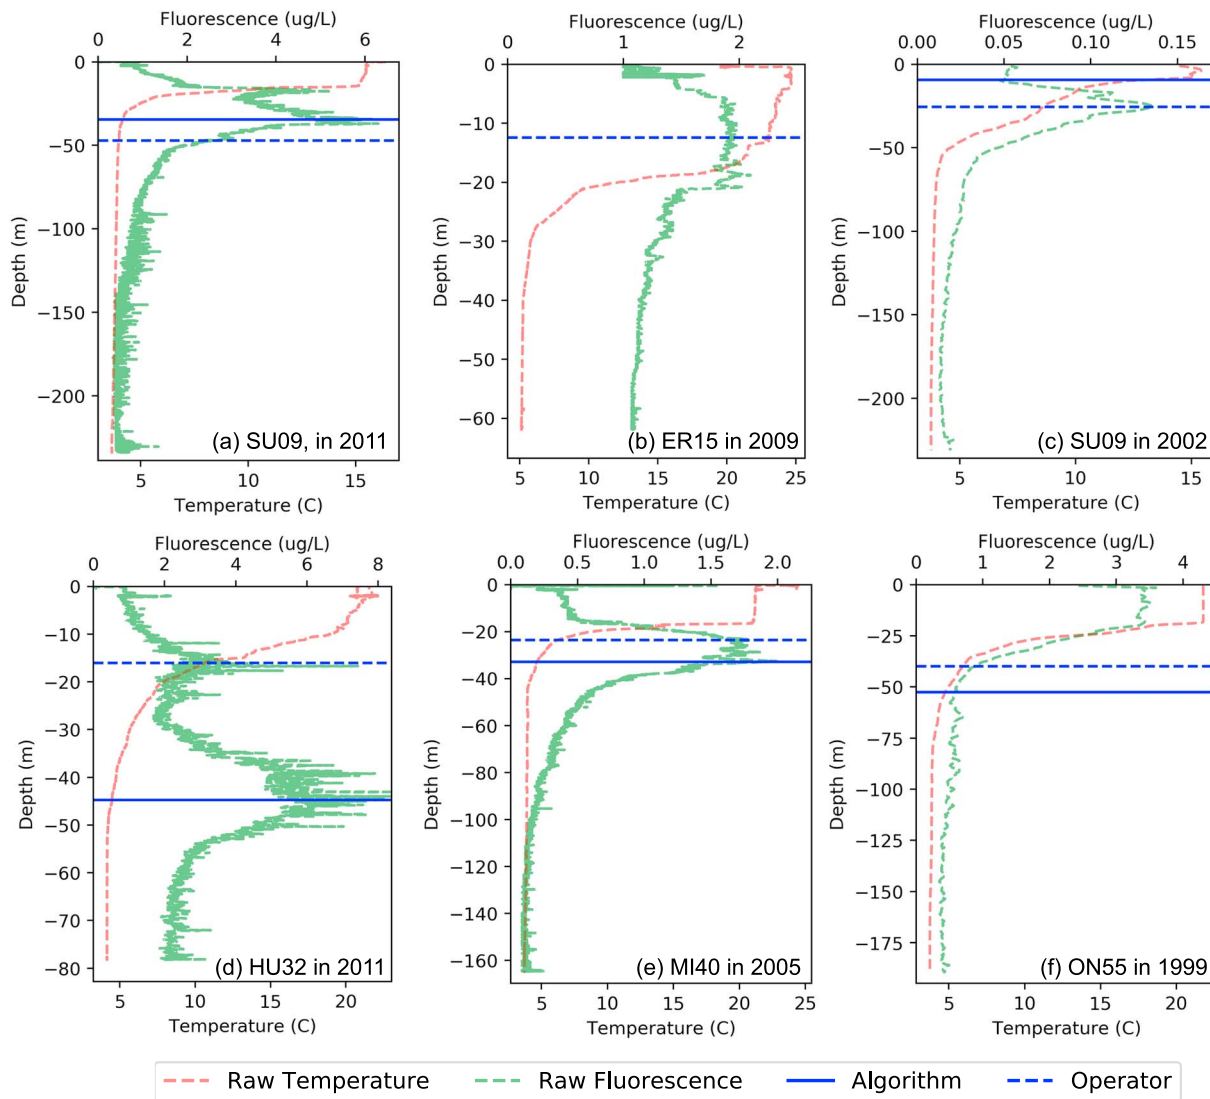 Fluorescence (ug/L)
0 2 4 6
0
−50
−100
−150
−200
Depth (m)
(a) SU09, in 2011
5 10 15
Temperature (C)
Fluorescence (ug/L)
0 1 2
0
−10
−20
−30
−40
−50
−60
Depth (m)
(b) ER15 in 2009
5 10 15 20 25
Temperature (C)
Fluorescence (ug/L)
0.00 0.05 0.10 0.15
0
−50
−100
−150
−200
Depth (m)
(c) SU09 in 2002
5 10 15
Temperature (C)
Fluorescence (ug/L)
0 2 4 6 8
0
−10
−20
−30
−40
−50
−60
−70
−80
Depth (m)
(d) HU32 in 2011
5 10 15 20
Temperature (C)
Fluorescence (ug/L)
0.0 0.5 1.0 1.5 2.0
0
−20
−40
−60
−80
−100
−120
−140
−160
Depth (m)
(e) MI40 in 2005
5 10 15 20 25
Temperature (C)
Fluorescence (ug/L)
0 1 2 3 4
0
−25
−50
−75
−100
−125
−150
−175
Depth (m)
(f) ON55 in 1999
5 10 15 20
Temperature (C)
Raw Temperature Raw Fluorescence Algorithm Operator